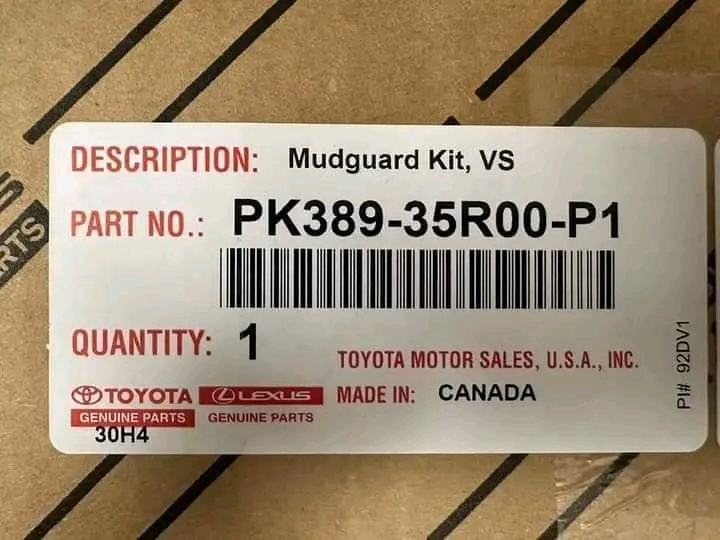 DESCRIPTION: Mudguard Kit, VS
PART NO.: PK389-35R00-P1
QUANTITY: 1
TOYOTA MOTOR SALES, U.S.A., INC.
TOYOTA LEXUS MADE IN: CANADA
GENUINE PARTS GENUINE PARTS
30H4
PI# 92DV1
ARTS